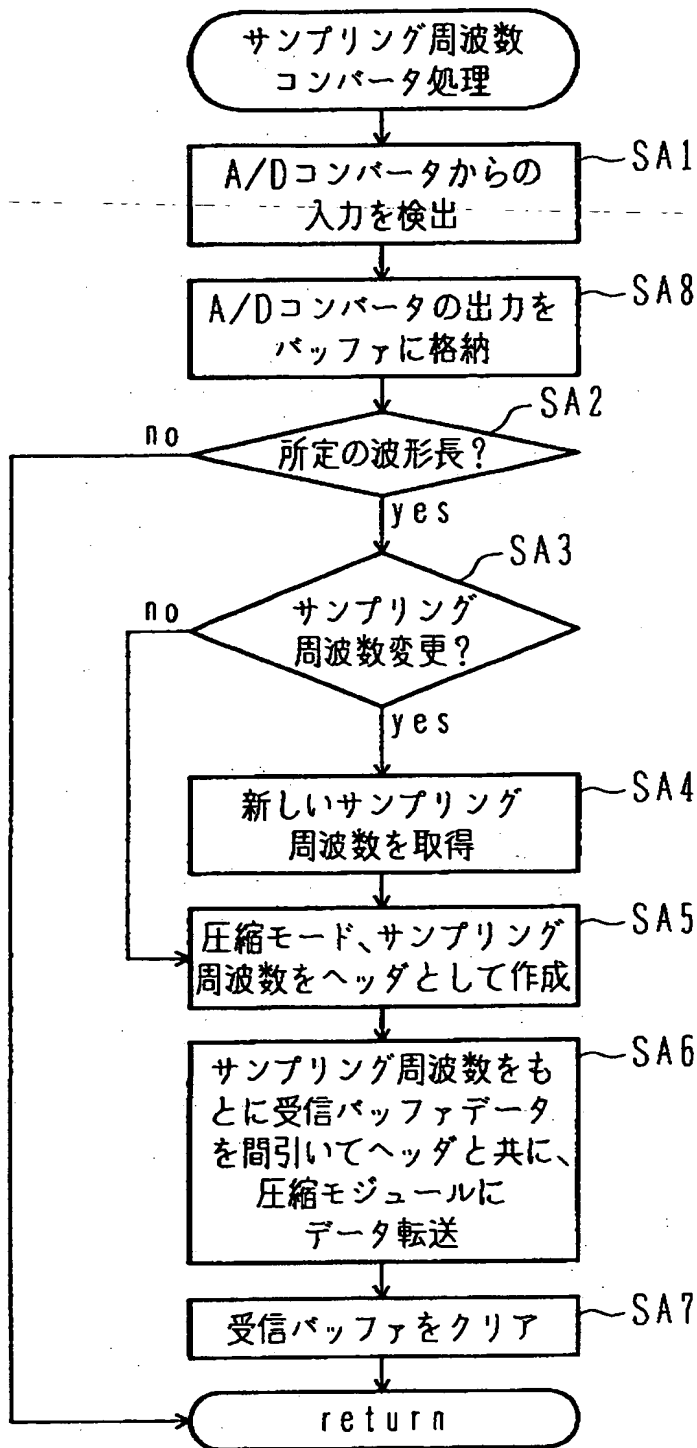 サンプリング周波数
コンバータ処理
SA1
A/Dコンバータからの
入力を検出
SA8
A/Dコンバータの出力を
バッファに格納
SA2
no
所定の波形長?
yes
SA3
no
サンプリング
周波数変更?
yes
SA4
新しいサンプリング
周波数を取得
SA5
圧縮モード、サンプリング
周波数をヘッダとして作成
SA6
サンプリング周波数をも
とに受信バッファデータ
を間引いてヘッダと共に、
圧縮モジュールに
データ転送
SA7
受信バッファをクリア
return